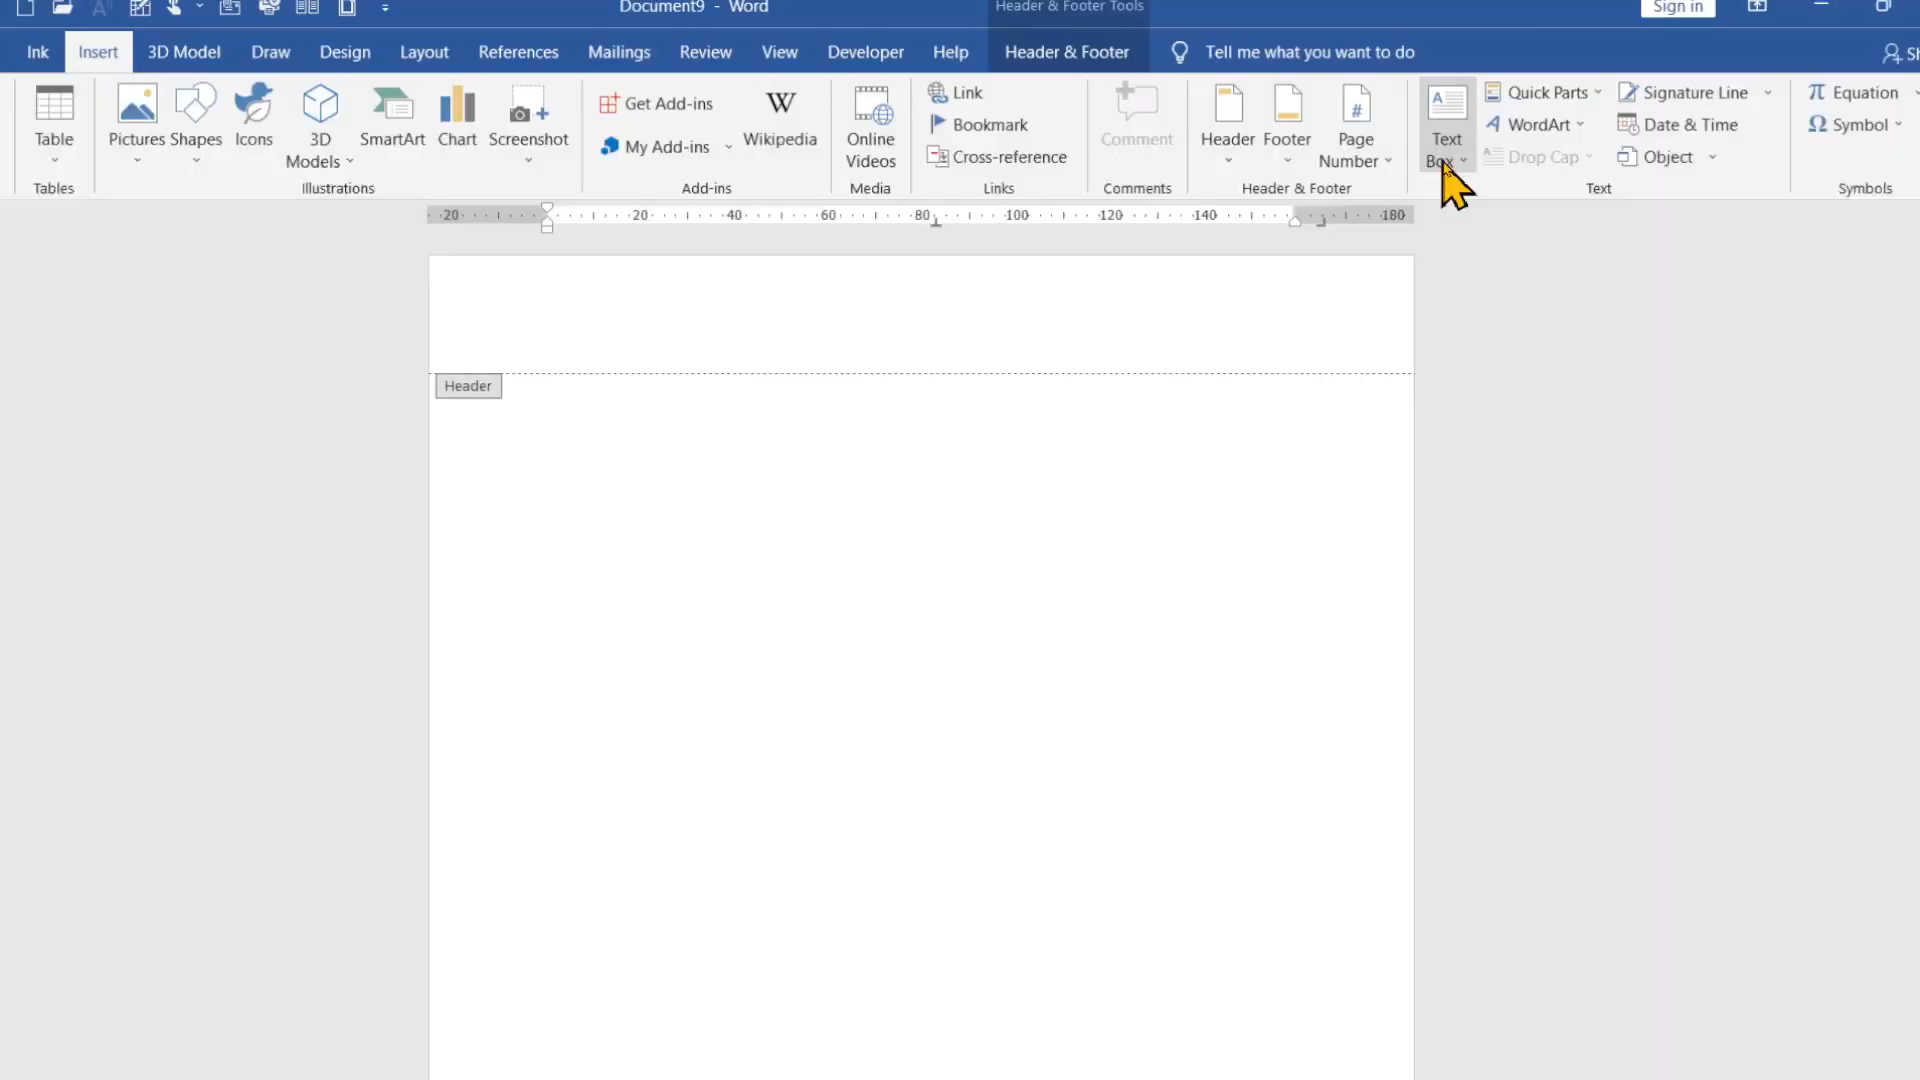 Document9 - Word
Header & Footer Tools
Sign in
Ink
Insert
3D Model
Draw
Design
Layout
References
Mailings
Review
View
Developer
Help
Header & Footer
Tell me what you want to do
Table
Pictures
Shapes
Icons
3D
Models
SmartArt
Chart
Screenshot
Get Add-ins
My Add-ins
W
Wikipedia
Online
Videos
Link
Bookmark
Cross-reference
Comment
Header
Footer
Page
Number
Text
Box
Quick Parts
WordArt
Drop Cap
Signature Line
Date & Time
Object
π Equation
Ω Symbol
Tables
Illustrations
Add-ins
Media
Links
Comments
Header & Footer
Text
Symbols
20 20 40 60 80 100 120 140 180
Header